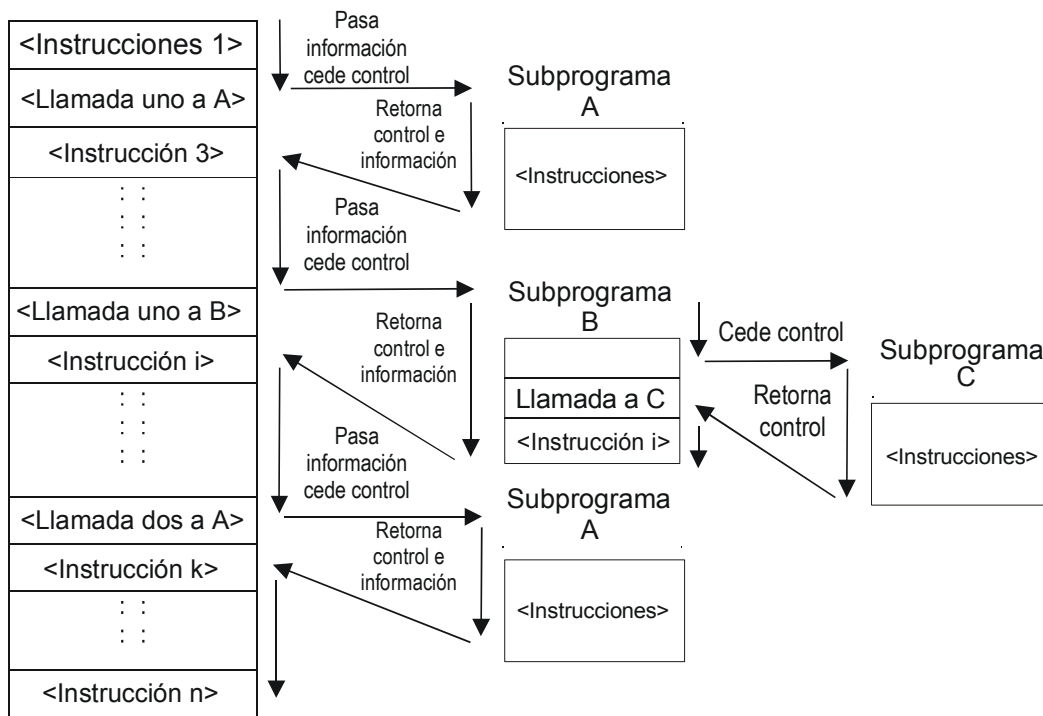 <Instrucciones 1>
<Llamada uno a A>
<Instrucción 3>
: :
: :
: :
<Llamada uno a B>
<Instrucción i>
: :
: :
: :
<Llamada dos a A>
<Instrucción k>
: :
: :
<Instrucción n>
Pasa
información
cede control
Retorna
control e
información
Subprograma
A
<Instrucciones>
Pasa
información
cede control
Retorna
control e
información
Subprograma
B
Llamada a C
<Instrucción i>
Cede control
Retorna
control
Subprograma
C
<Instrucciones>
Pasa
información
cede control
Retorna
control e
información
Subprograma
A
<Instrucciones>